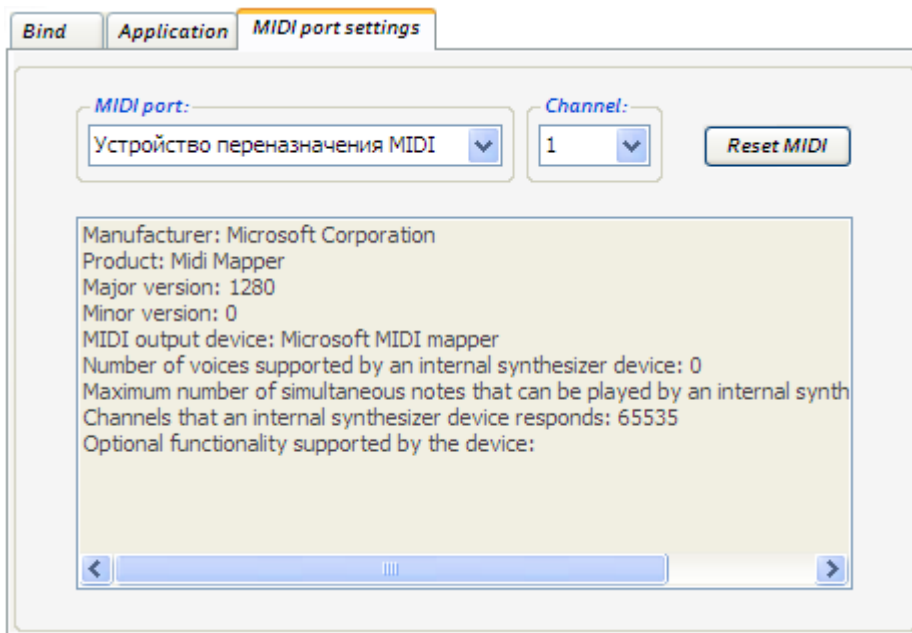 Bind Application MIDI port settings
MIDI port: Channel:
Устройство переназначения MIDI 1 Reset MIDI
Manufacturer: Microsoft Corporation
Product: Midi Mapper
Major version: 1280
Minor version: 0
MIDI output device: Microsoft MIDI mapper
Number of voices supported by an internal synthesizer device: 0
Maximum number of simultaneous notes that can be played by an internal synth
Channels that an internal synthesizer device responds: 65535
Optional functionality supported by the device: